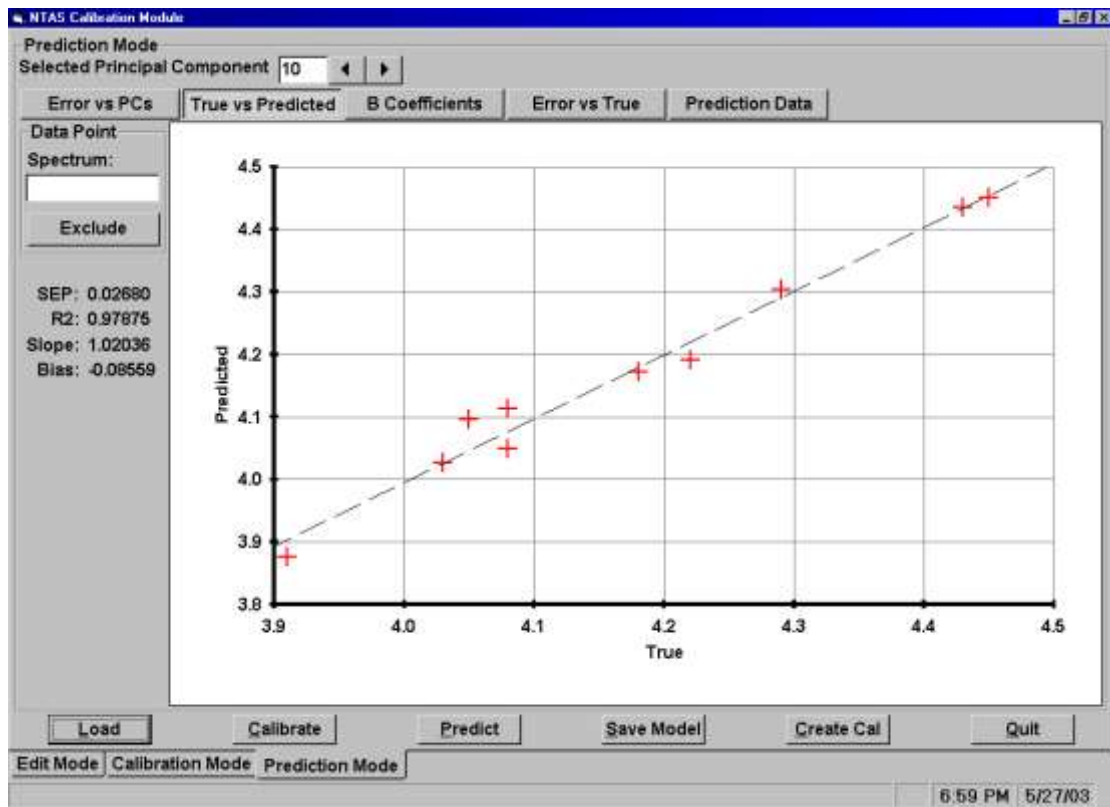 NTAS Calibration Module
Prediction Mode
Selected Principal Component 10
Error vs PCs True vs Predicted B Coefficients Error vs True Prediction Data
Data Point
Spectrum:
Exclude
SEP: 0.02680
R2: 0.97875
Slope: 1.02036
Bias: -0.08559
4.5
4.4
4.3
4.2
4.1
4.0
3.9
3.8
Predicted
3.9 4.0 4.1 4.2 4.3 4.4 4.5
True
Load Calibrate Predict Save Model Create Cal Quit
Edit Mode Calibration Mode Prediction Mode
6:59 PM 5/27/03